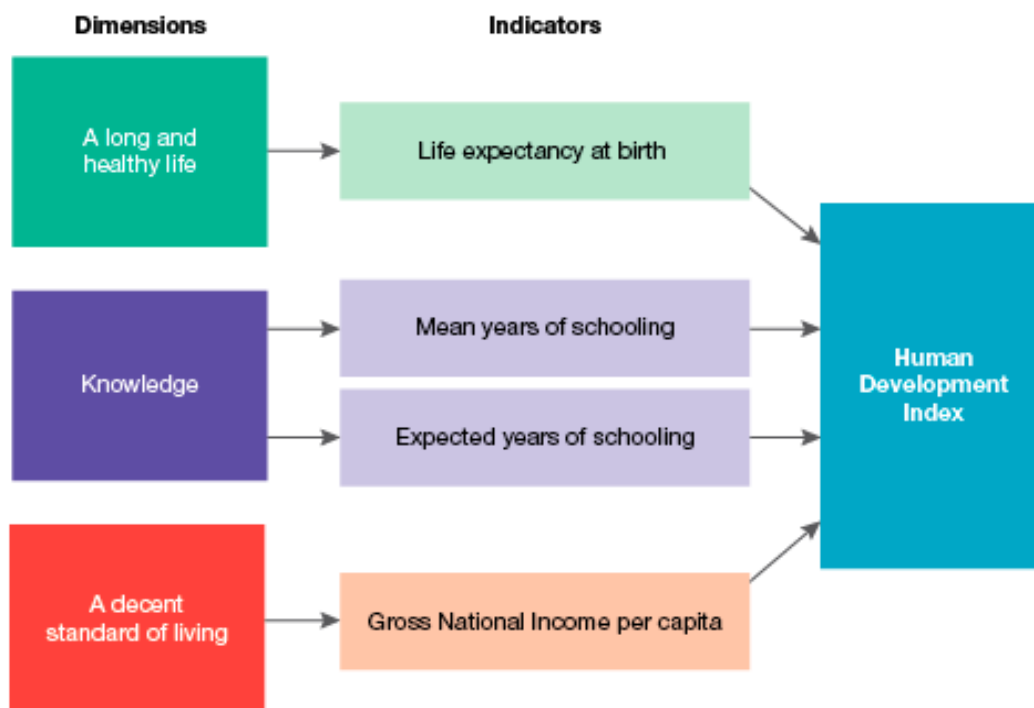 Dimensions
Indicators
A long and
healthy life
Life expectancy at birth
Knowledge
Mean years of schooling
Expected years of schooling
A decent
standard of living
Gross National Income per capita
Human
Development
Index